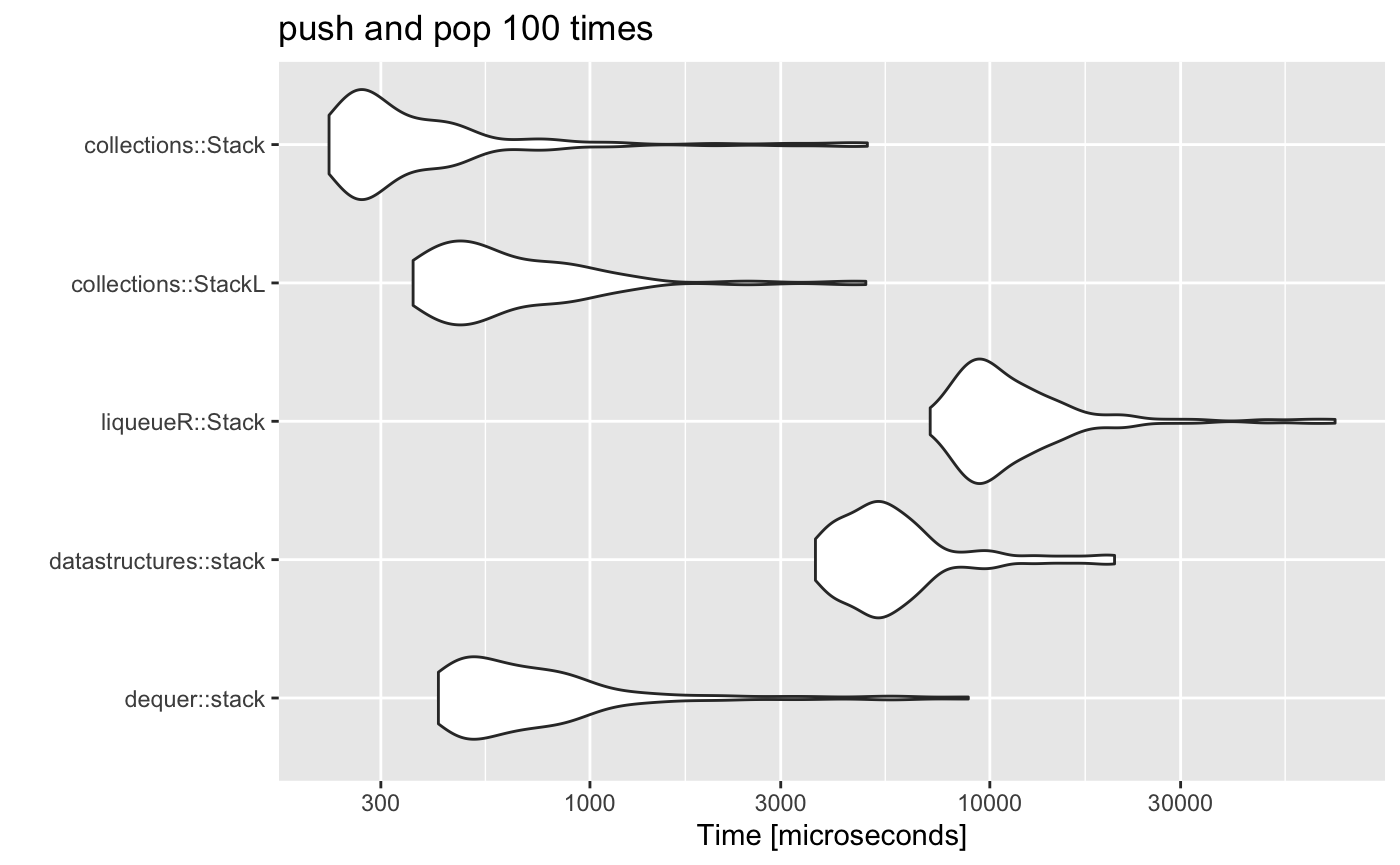 push and pop 100 times
collections::Stack
collections::StackL
liqueueR::Stack
datastructures::stack
dequer::stack
300 1000 3000 10000 30000
Time [microseconds]